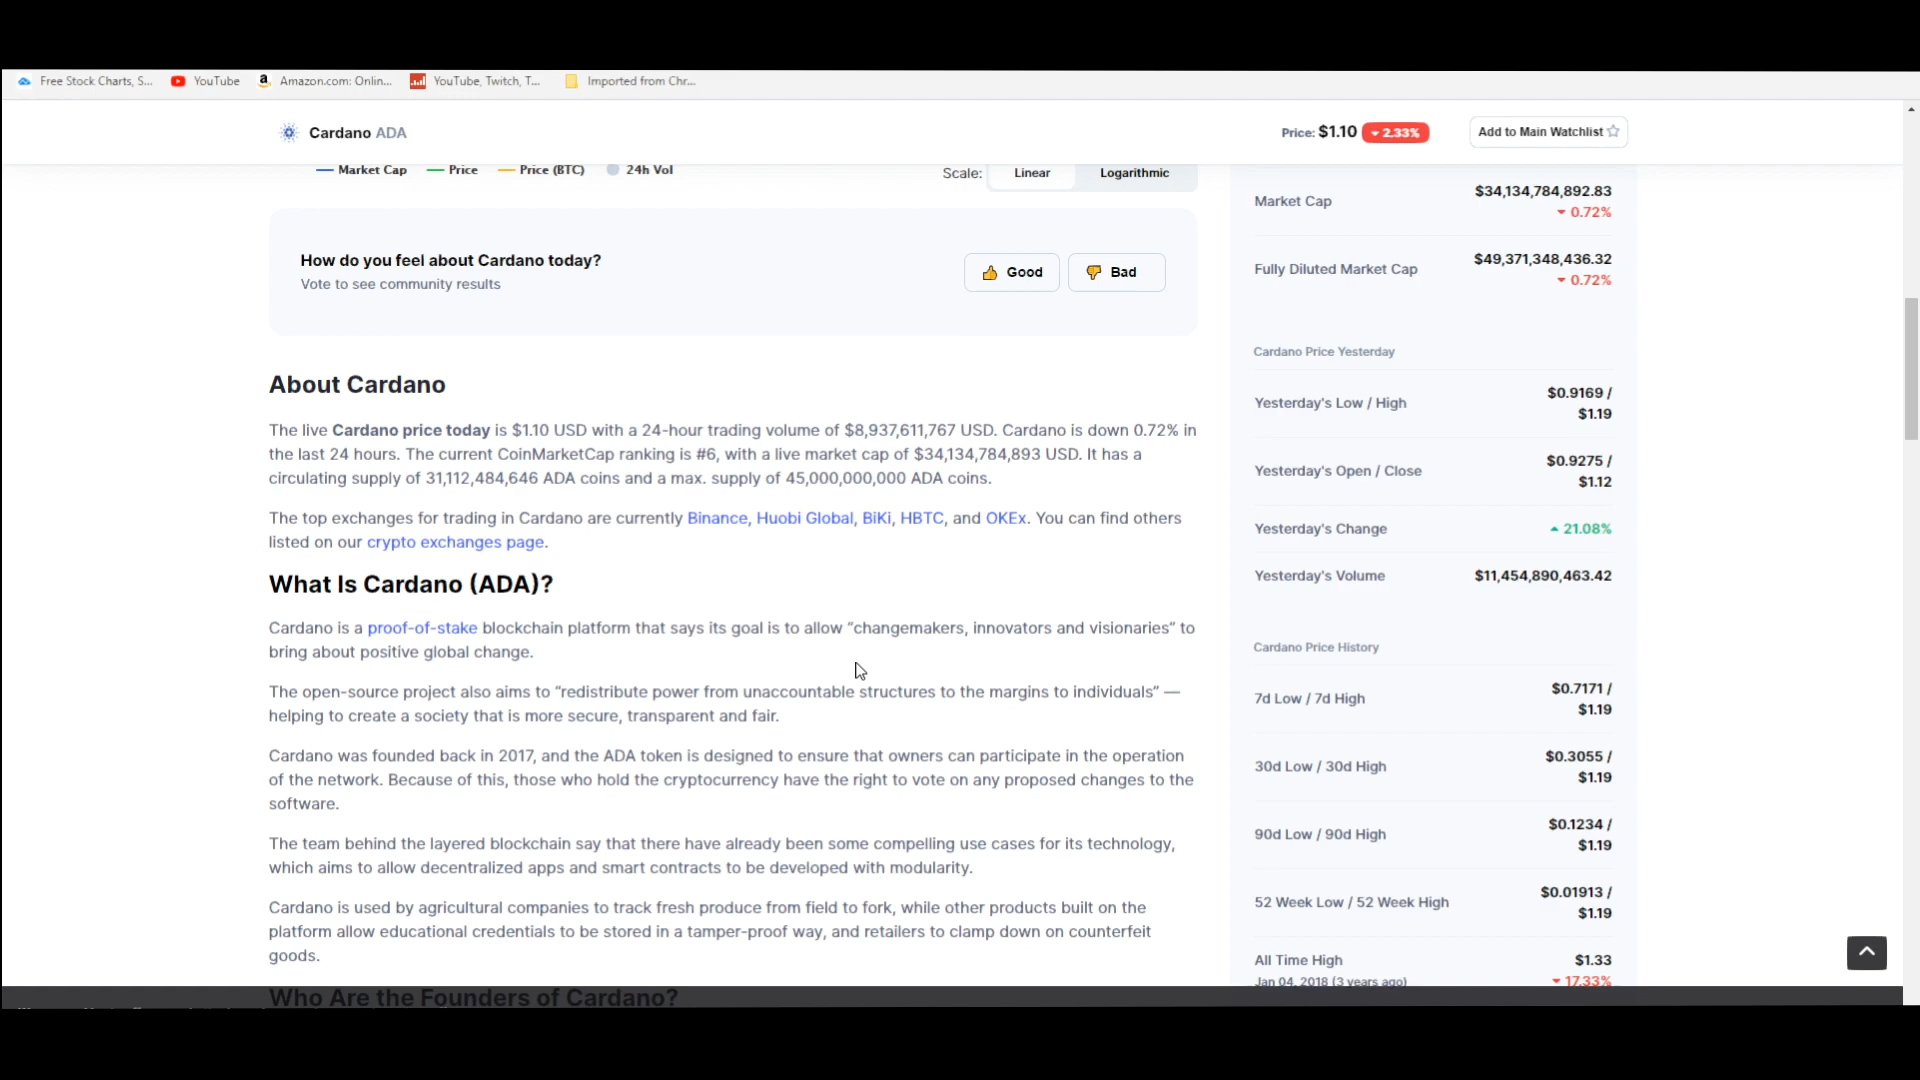 Free Stock Charts, S...
YouTube
Amazon.com: Onlin...
YouTube, Twitch, T...
Imported from Chr...
Cardano ADA
Price: $1.10
2.33%
Add to Main Watchlist
Market Cap
Price
Price (BTC)
24h Vol
Scale:
Linear
Logarithmic
How do you feel about Cardano today?
Vote to see community results
Good
Bad
About Cardano
The live Cardano price today is $1.10 USD with a 24-hour trading volume of $8,937,611,767 USD. Cardano is down 0.72% in
the last 24 hours. The current CoinMarketCap ranking is #6, with a live market cap of $34,134,784,893 USD. It has a
circulating supply of 31,112,484,646 ADA coins and a max. supply of 45,000,000,000 ADA coins.
The top exchanges for trading in Cardano are currently Binance, Huobi Global, BiKi, HBTC, and OKEx. You can find others
listed on our crypto exchanges page.
What Is Cardano (ADA)?
Cardano is a proof-of-stake blockchain platform that says its goal is to allow “changemakers, innovators and visionaries” to
bring about positive global change.
The open-source project also aims to “redistribute power from unaccountable structures to the margins to individuals” —
helping to create a society that is more secure, transparent and fair.
Cardano was founded back in 2017, and the ADA token is designed to ensure that owners can participate in the operation
of the network. Because of this, those who hold the cryptocurrency have the right to vote on any proposed changes to the
software.
The team behind the layered blockchain say that there have already been some compelling use cases for its technology,
which aims to allow decentralized apps and smart contracts to be developed with modularity.
Cardano is used by agricultural companies to track fresh produce from field to fork, while other products built on the
platform allow educational credentials to be stored in a tamper-proof way, and retailers to clamp down on counterfeit
goods.
Who Are the Founders of Cardano?
Market Cap
$34,134,784,892.83
0.72%
Fully Diluted Market Cap
$49,371,348,436.32
0.72%
Cardano Price Yesterday
Yesterday's Low / High
$0.9169 /
$1.19
Yesterday's Open / Close
$0.9275 /
$1.12
Yesterday's Change
21.08%
Yesterday's Volume
$11,454,890,463.42
Cardano Price History
7d Low / 7d High
$0.7171 /
$1.19
30d Low / 30d High
$0.3055 /
$1.19
90d Low / 90d High
$0.1234 /
$1.19
52 Week Low / 52 Week High
$0.01913 /
$1.19
All Time High
$1.33
Jan 04, 2018 (3 years ago)
17.33%